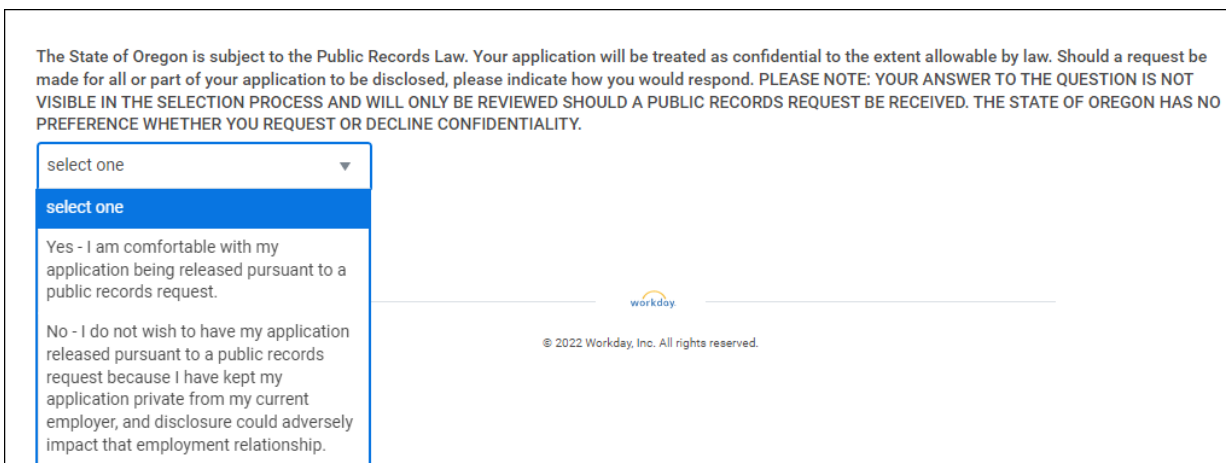 The State of Oregon is subject to the Public Records Law. Your application will be treated as confidential to the extent allowable by law. Should a request be
made for all or part of your application to be disclosed, please indicate how you would respond. PLEASE NOTE: YOUR ANSWER TO THE QUESTION IS NOT
VISIBLE IN THE SELECTION PROCESS AND WILL ONLY BE REVIEWED SHOULD A PUBLIC RECORDS REQUEST BE RECEIVED. THE STATE OF OREGON HAS NO
PREFERENCE WHETHER YOU REQUEST OR DECLINE CONFIDENTIALITY.
select one
select one
Yes - I am comfortable with my
application being released pursuant to a
public records request.
No - I do not wish to have my application
released pursuant to a public records
request because I have kept my
application private from my current
employer, and disclosure could adversely
impact that employment relationship.
workday.
© 2022 Workday, Inc. All rights reserved.